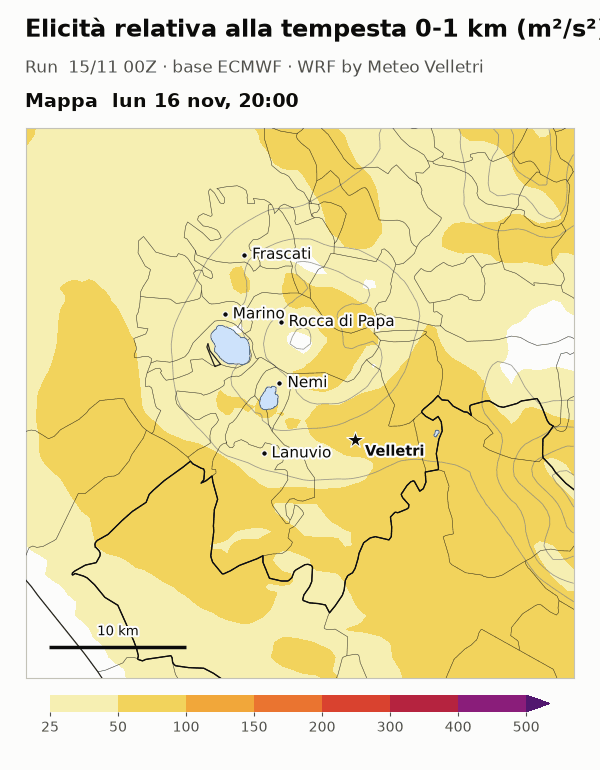 Elicità relativa alla tempesta 0-1 km (m²/s²)
Run  15/11 00Z · base ECMWF · WRF by Meteo Velletri
Mappa  lun 16 nov, 20:00
Frascati
Marino
Rocca di Papa
Nemi
Velletri
Lanuvio
10 km
25 50 100 150 200 300 400 500